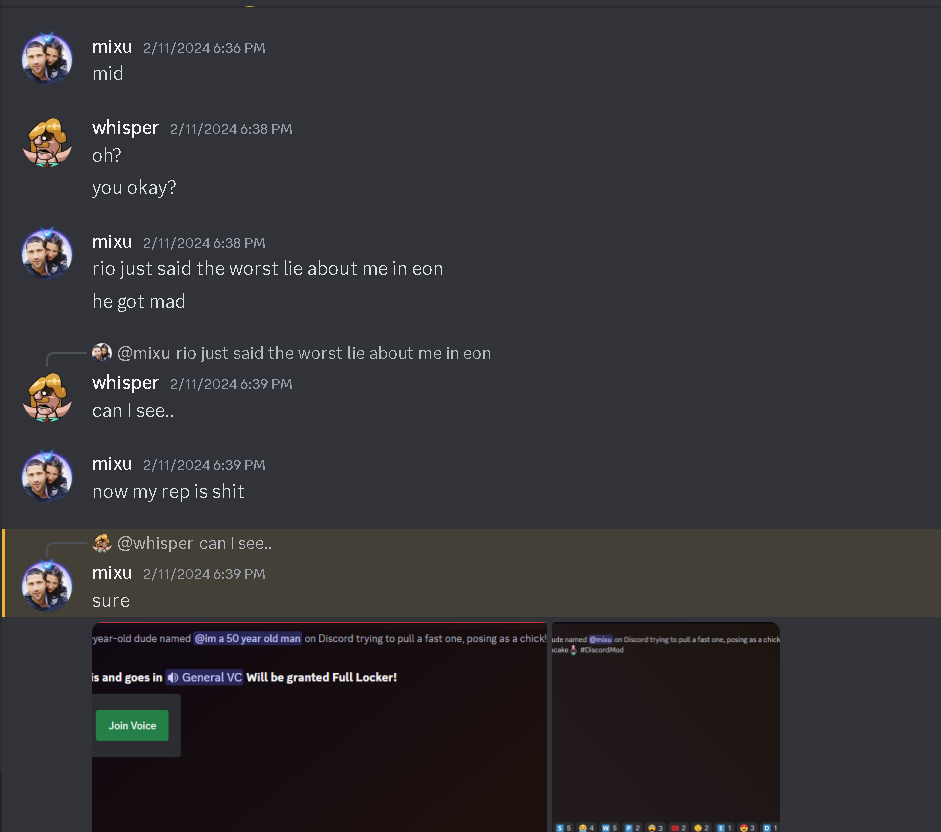 mixu 2/11/2024 6:36 PM
mid
whisper 2/11/2024 6:38 PM
oh?
you okay?
mixu 2/11/2024 6:38 PM
rio just said the worst lie about me in eon
he got mad
@mixu rio just said the worst lie about me in eon
whisper 2/11/2024 6:39 PM
can I see..
mixu 2/11/2024 6:39 PM
now my rep is shit
@whisper can I see..
mixu 2/11/2024 6:39 PM
sure
-year-old dude named @im a 50 year old man on Discord trying to pull a fast one, posing as a chick!
is and goes in General VC Will be granted Full Locker!
Join Voice
ude named @mixu on Discord trying to pull a fast one, posing as a chick
cake #DiscordMod
S 5 4 W 5 P 2 3 2 2 E 1 3 D 1